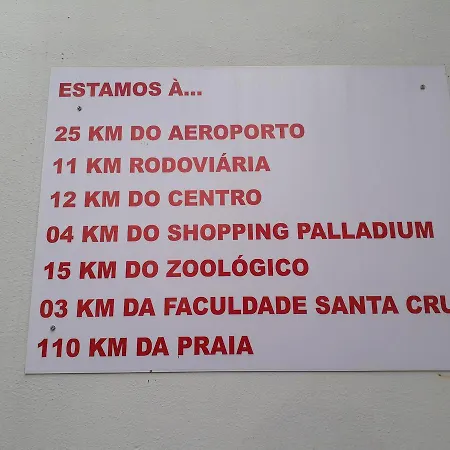 ESTAMOS À...
25 KM DO AEROPORTO
11 KM RODOVIÁRIA
12 KM DO CENTRO
04 KM DO SHOPPING PALLADIUM
15 KM DO ZOOLÓGICO
03 KM DA FACULDADE SANTA CRU
110 KM DA PRAIA